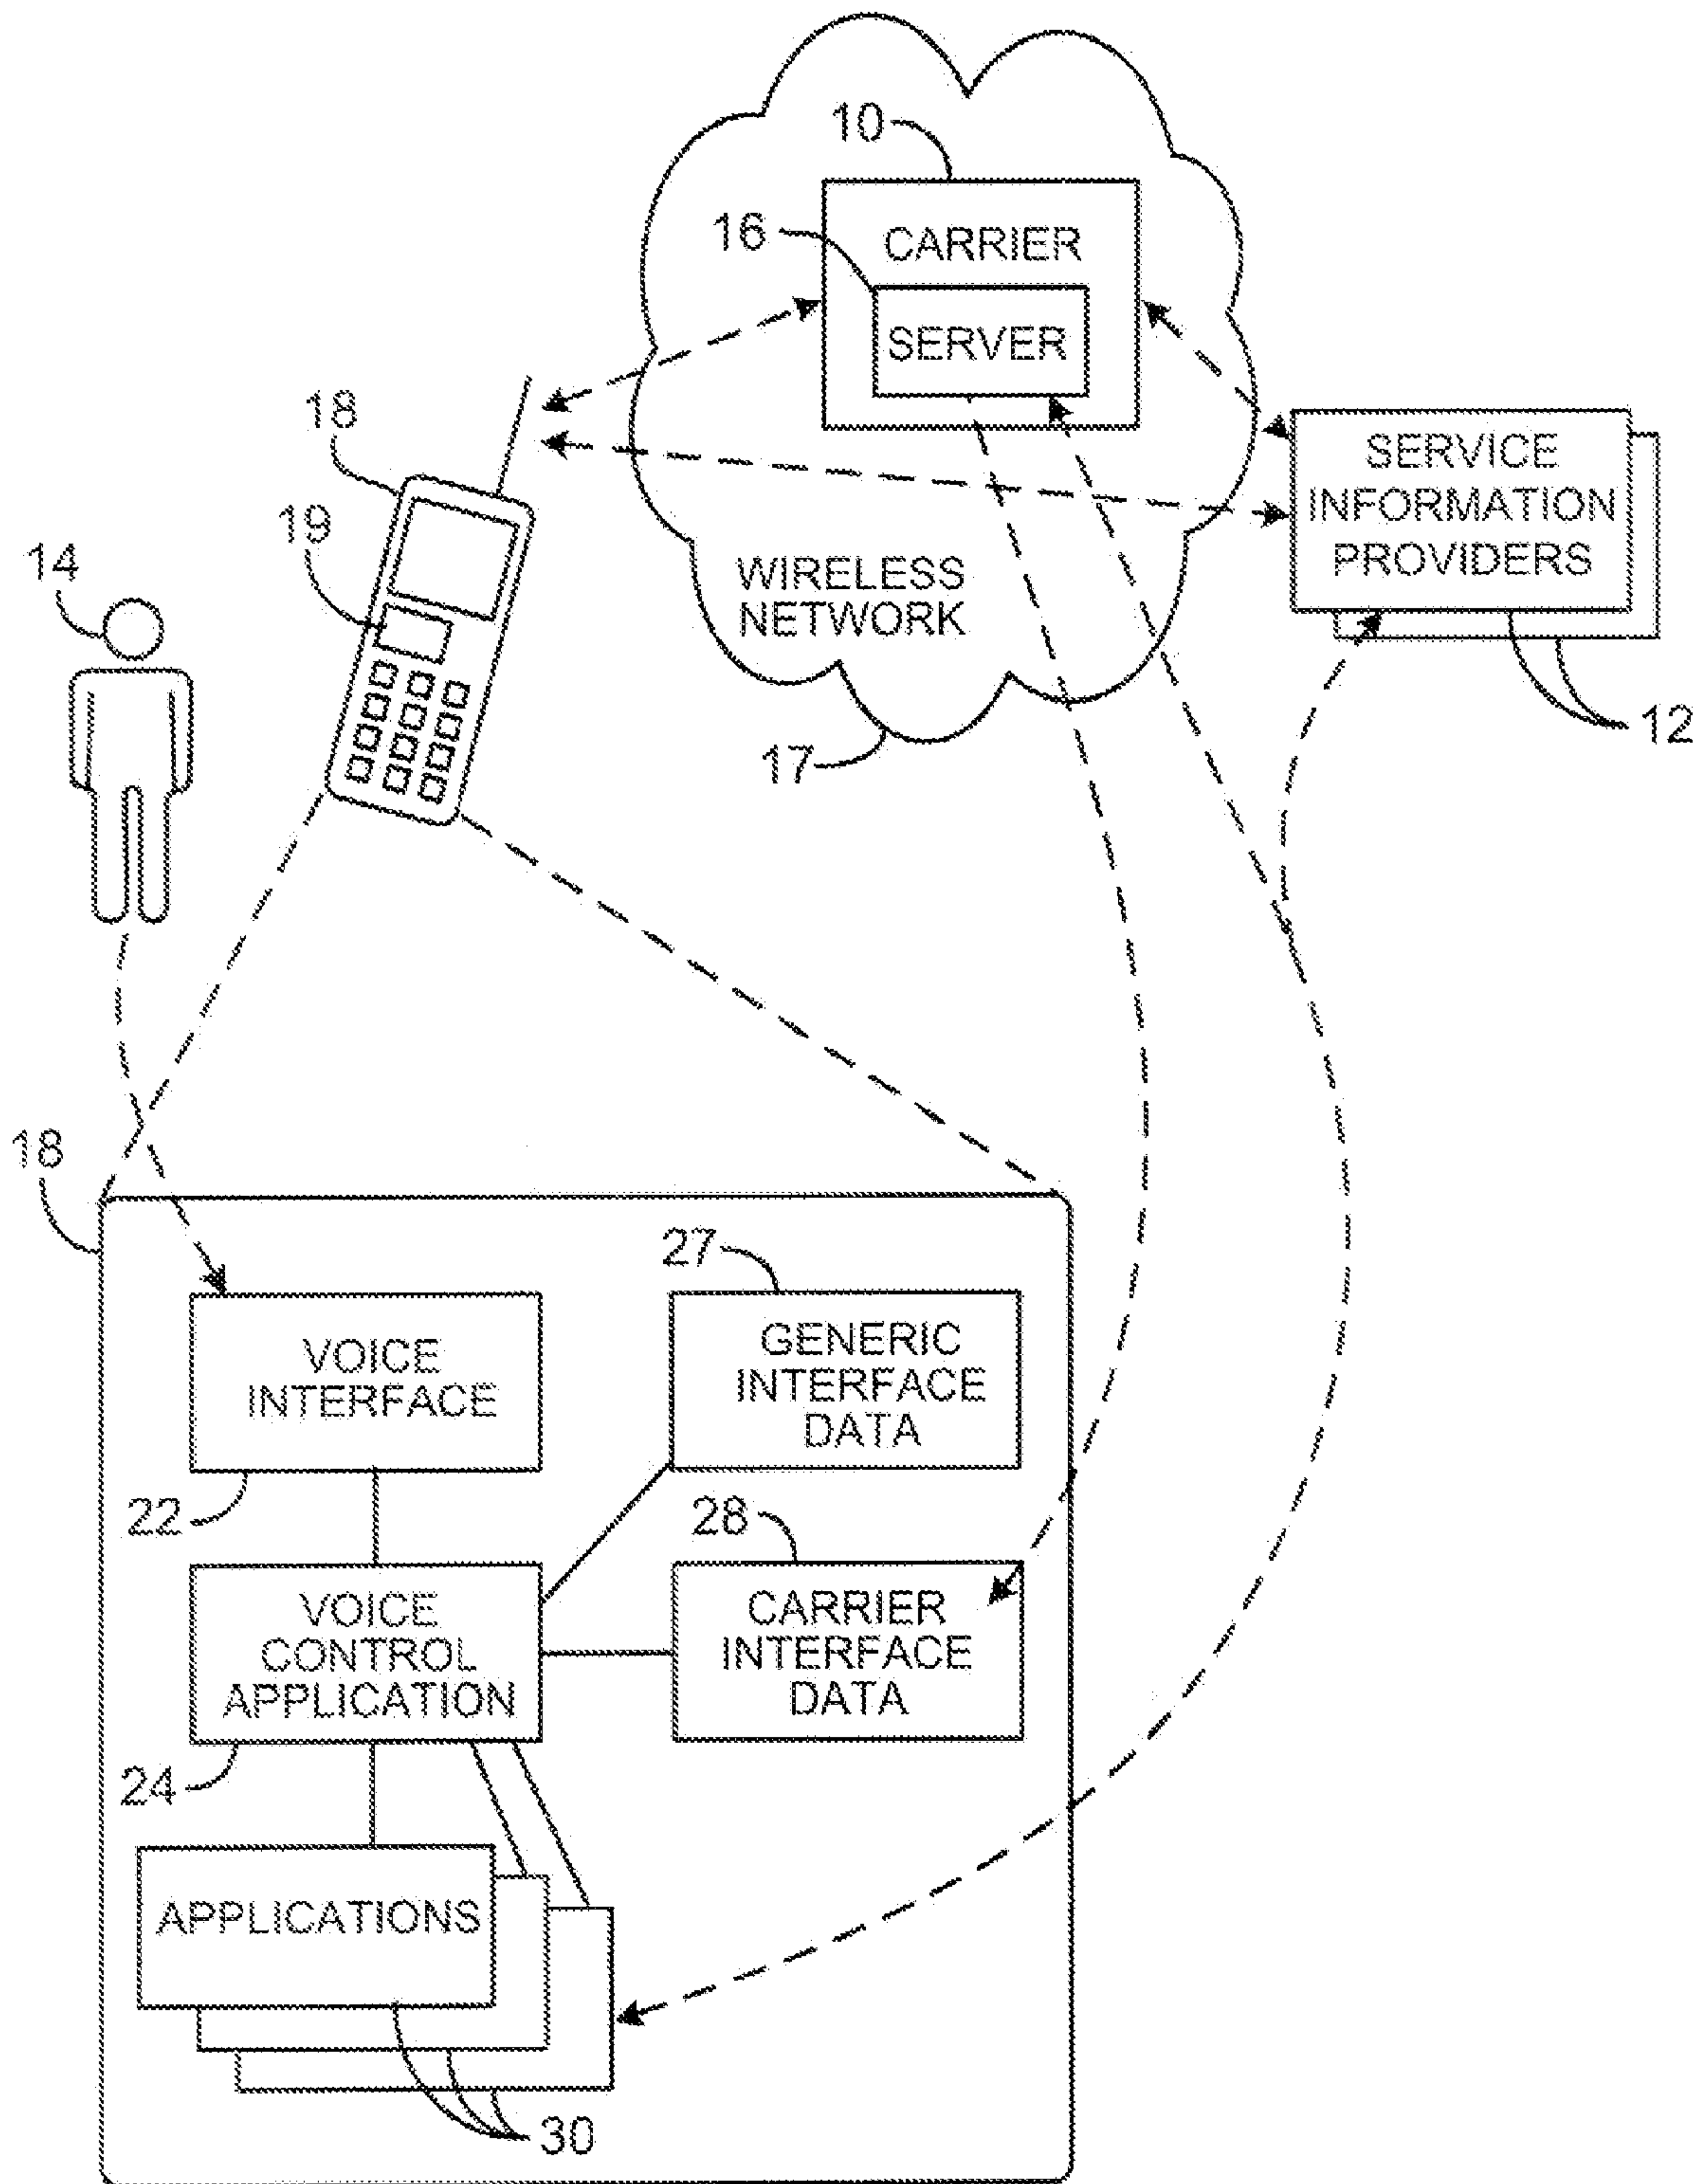 10
CARRIER
16
SERVER
18
SERVICE
INFORMATION
PROVIDERS
19
14
WIRELESS
NETWORK
12
17
18
27
VOICE
INTERFACE
GENERIC
INTERFACE
DATA
22
28
VOICE
CONTROL
APPLICATION
CARRIER
INTERFACE
DATA
24
APPLICATIONS
30